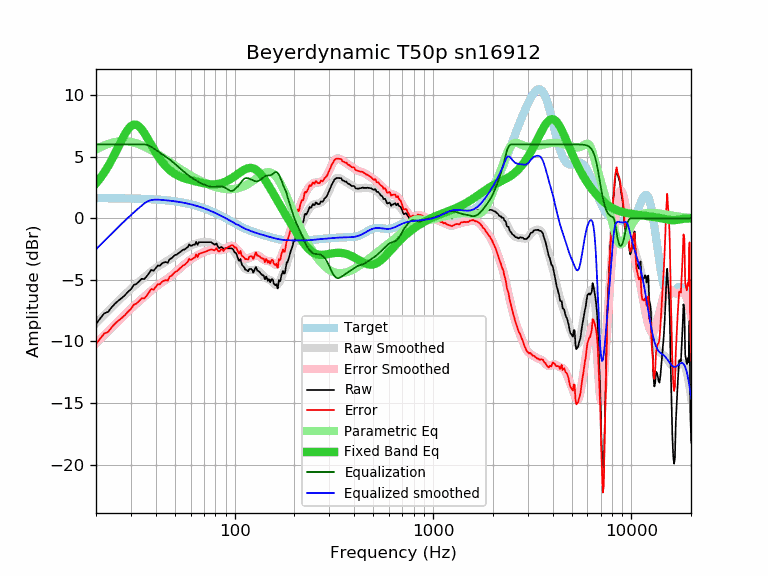 Beyerdynamic T50p sn16912
Amplitude (dBr)
10
5
0
−5
−10
−15
−20
Target
Raw Smoothed
Error Smoothed
Raw
Error
Parametric Eq
Fixed Band Eq
Equalization
Equalized smoothed
100
1000
10000
Frequency (Hz)